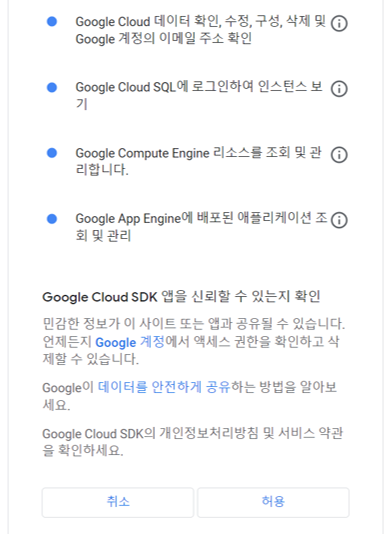 Google Cloud 데이터 확인, 수정, 구성, 삭제 및
Google 계정의 이메일 주소 확인
Google Cloud SQL에 로그인하여 인스턴스 보
기
Google Compute Engine 리소스를 조회 및 관
리합니다.
Google App Engine에 배포된 애플리케이션 조
회 및 관리
Google Cloud SDK 앱을 신뢰할 수 있는지 확인
민감한 정보가 이 사이트 또는 앱과 공유될 수 있습니다.
언제든지 Google 계정에서 액세스 권한을 확인하고 삭
제할 수 있습니다.
Google이 데이터를 안전하게 공유하는 방법을 알아보
세요.
Google Cloud SDK의 개인정보처리방침 및 서비스 약관
을 확인하세요.
취소
허용